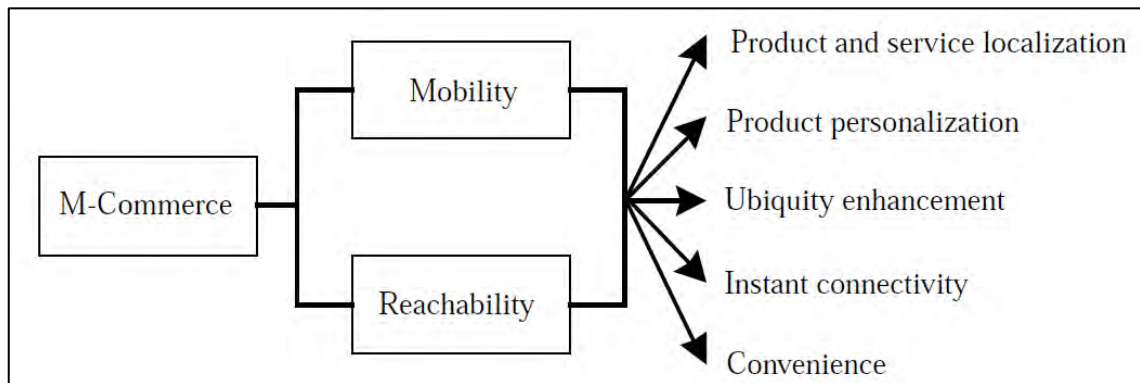 M-Commerce
Mobility
Reachability
Product and service localization
Product personalization
Ubiquity enhancement
Instant connectivity
Convenience